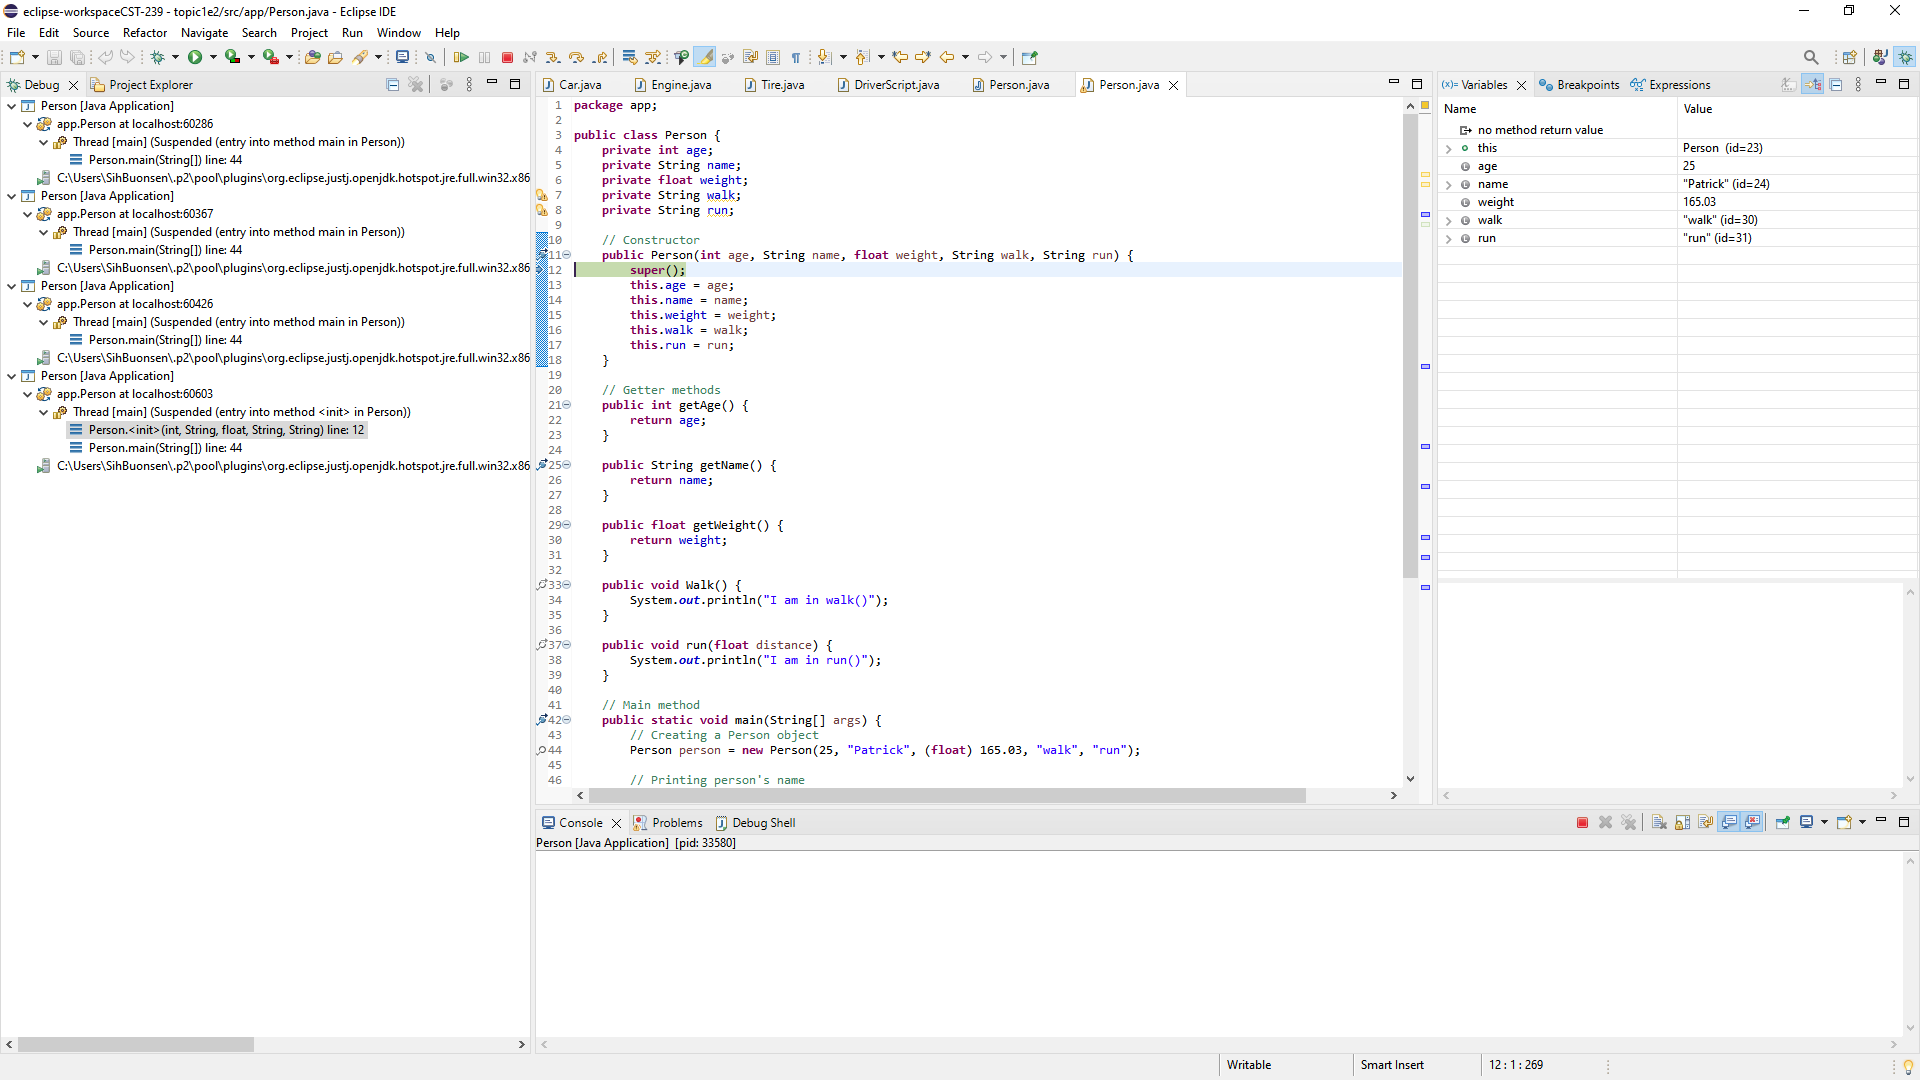 eclipse-workspaceCST-239 - topic1e2/src/app/Person.java - Eclipse IDE
File Edit Source Refactor Navigate Search Project Run Window Help
Debug Project Explorer
Person [Java Application]
app.Person at localhost:60286
Thread [main] (Suspended (entry into method main in Person))
Person.main(String[]) line: 44
C:\Users\SihBuonsen\.p2\pool\plugins\org.eclipse.justj.openjdk.hotspot.jre.full.win32.x86
Person [Java Application]
app.Person at localhost:60367
Thread [main] (Suspended (entry into method main in Person))
Person.main(String[]) line: 44
C:\Users\SihBuonsen\.p2\pool\plugins\org.eclipse.justj.openjdk.hotspot.jre.full.win32.x86
Person [Java Application]
app.Person at localhost:60426
Thread [main] (Suspended (entry into method main in Person))
Person.main(String[]) line: 44
C:\Users\SihBuonsen\.p2\pool\plugins\org.eclipse.justj.openjdk.hotspot.jre.full.win32.x86
Person [Java Application]
app.Person at localhost:60603
Thread [main] (Suspended (entry into method <init> in Person))
Person.<init>(int, String, float, String, String) line: 12
Person.main(String[]) line: 44
C:\Users\SihBuonsen\.p2\pool\plugins\org.eclipse.justj.openjdk.hotspot.jre.full.win32.x86
Car.java Engine.java Tire.java DriverScript.java Person.java Person.java
1 package app;
2
3 public class Person {
4     private int age;
5     private String name;
6     private float weight;
7     private String walk;
8     private String run;
9
10     // Constructor
11     public Person(int age, String name, float weight, String walk, String run) {
12         super();
13         this.age = age;
14         this.name = name;
15         this.weight = weight;
16         this.walk = walk;
17         this.run = run;
18     }
19
20     // Getter methods
21     public int getAge() {
22         return age;
23     }
24
25     public String getName() {
26         return name;
27     }
28
29     public float getWeight() {
30         return weight;
31     }
32
33     public void Walk() {
34         System.out.println("I am in walk()");
35     }
36
37     public void run(float distance) {
38         System.out.println("I am in run()");
39     }
40
41     // Main method
42     public static void main(String[] args) {
43         // Creating a Person object
44         Person person = new Person(25, "Patrick", (float) 165.03, "walk", "run");
45
46         // Printing person's name
(x)= Variables Breakpoints Expressions
Name Value
no method return value
this Person (id=23)
age 25
name "Patrick" (id=24)
weight 165.03
walk "walk" (id=30)
run "run" (id=31)
Console Problems Debug Shell
Person [Java Application] [pid: 33580]
Writable Smart Insert 12 : 1 : 269